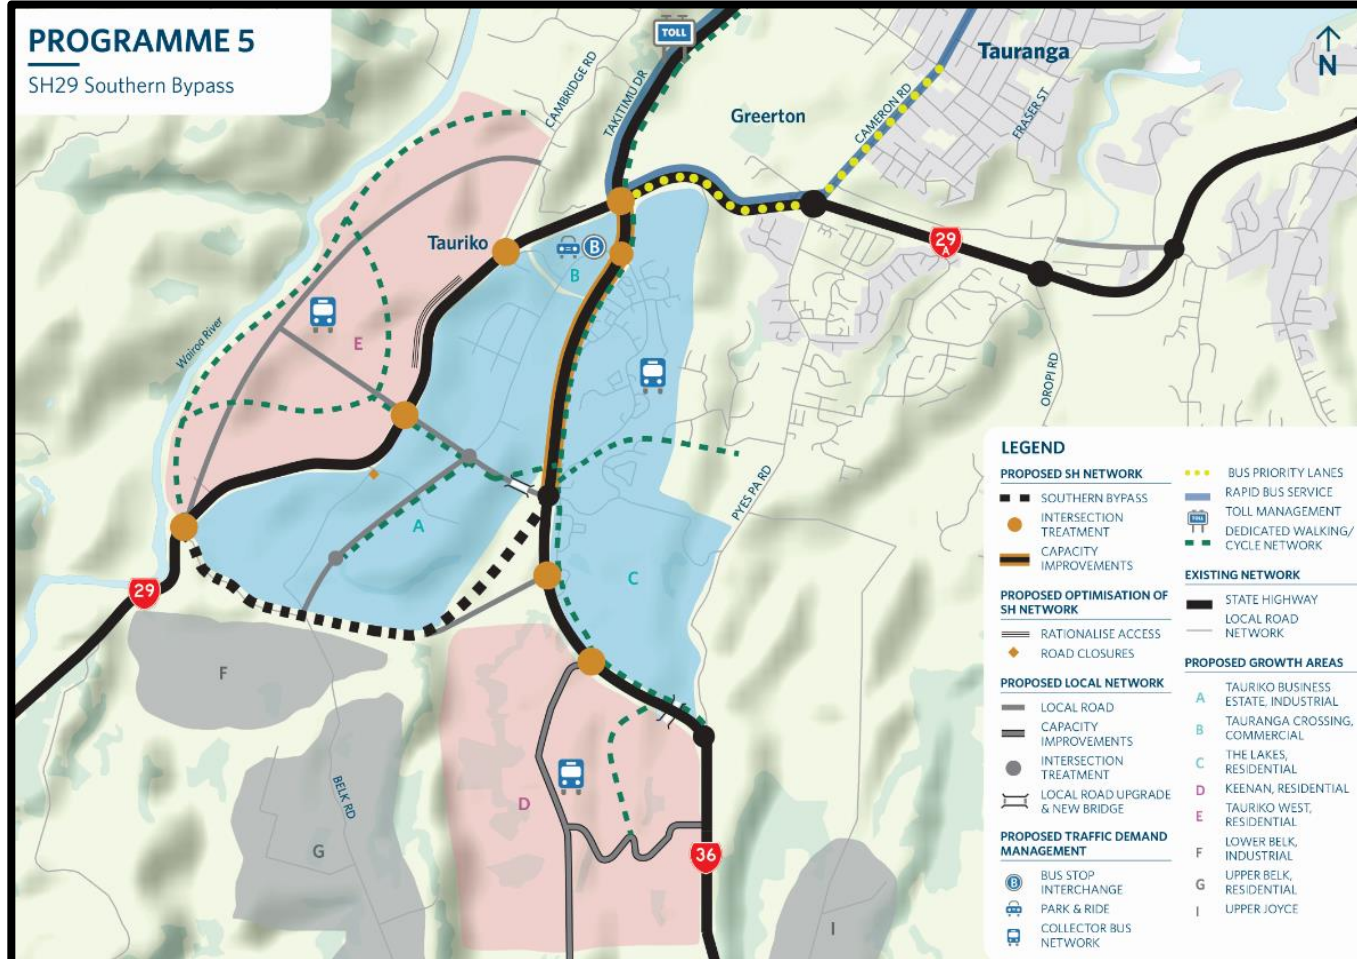 PROGRAMME 5
SH29 Southern Bypass
TOLL
CAMBRIDGE RD
TAKITIMU DR
Greerton
CAMERON RD
Tauranga
FRASER ST
N
Tauriko
B
B
29
A
Wairoa River
E
OROPI RD
PYES PA RD
A
C
29
F
D
BELK RD
G
36
I
LEGEND
PROPOSED SH NETWORK
SOUTHERN BYPASS
INTERSECTION
TREATMENT
CAPACITY
IMPROVEMENTS
PROPOSED OPTIMISATION OF
SH NETWORK
RATIONALISE ACCESS
ROAD CLOSURES
PROPOSED LOCAL NETWORK
LOCAL ROAD
CAPACITY
IMPROVEMENTS
INTERSECTION
TREATMENT
LOCAL ROAD UPGRADE
& NEW BRIDGE
PROPOSED TRAFFIC DEMAND
MANAGEMENT
B BUS STOP
INTERCHANGE
PARK & RIDE
COLLECTOR BUS
NETWORK
BUS PRIORITY LANES
RAPID BUS SERVICE
TOLL TOLL MANAGEMENT
DEDICATED WALKING/
CYCLE NETWORK
EXISTING NETWORK
STATE HIGHWAY
LOCAL ROAD
NETWORK
PROPOSED GROWTH AREAS
A TAURIKO BUSINESS
ESTATE, INDUSTRIAL
B TAURANGA CROSSING,
COMMERCIAL
C THE LAKES,
RESIDENTIAL
D KEENAN, RESIDENTIAL
E TAURIKO WEST,
RESIDENTIAL
F LOWER BELK,
INDUSTRIAL
G UPPER BELK,
RESIDENTIAL
I UPPER JOYCE